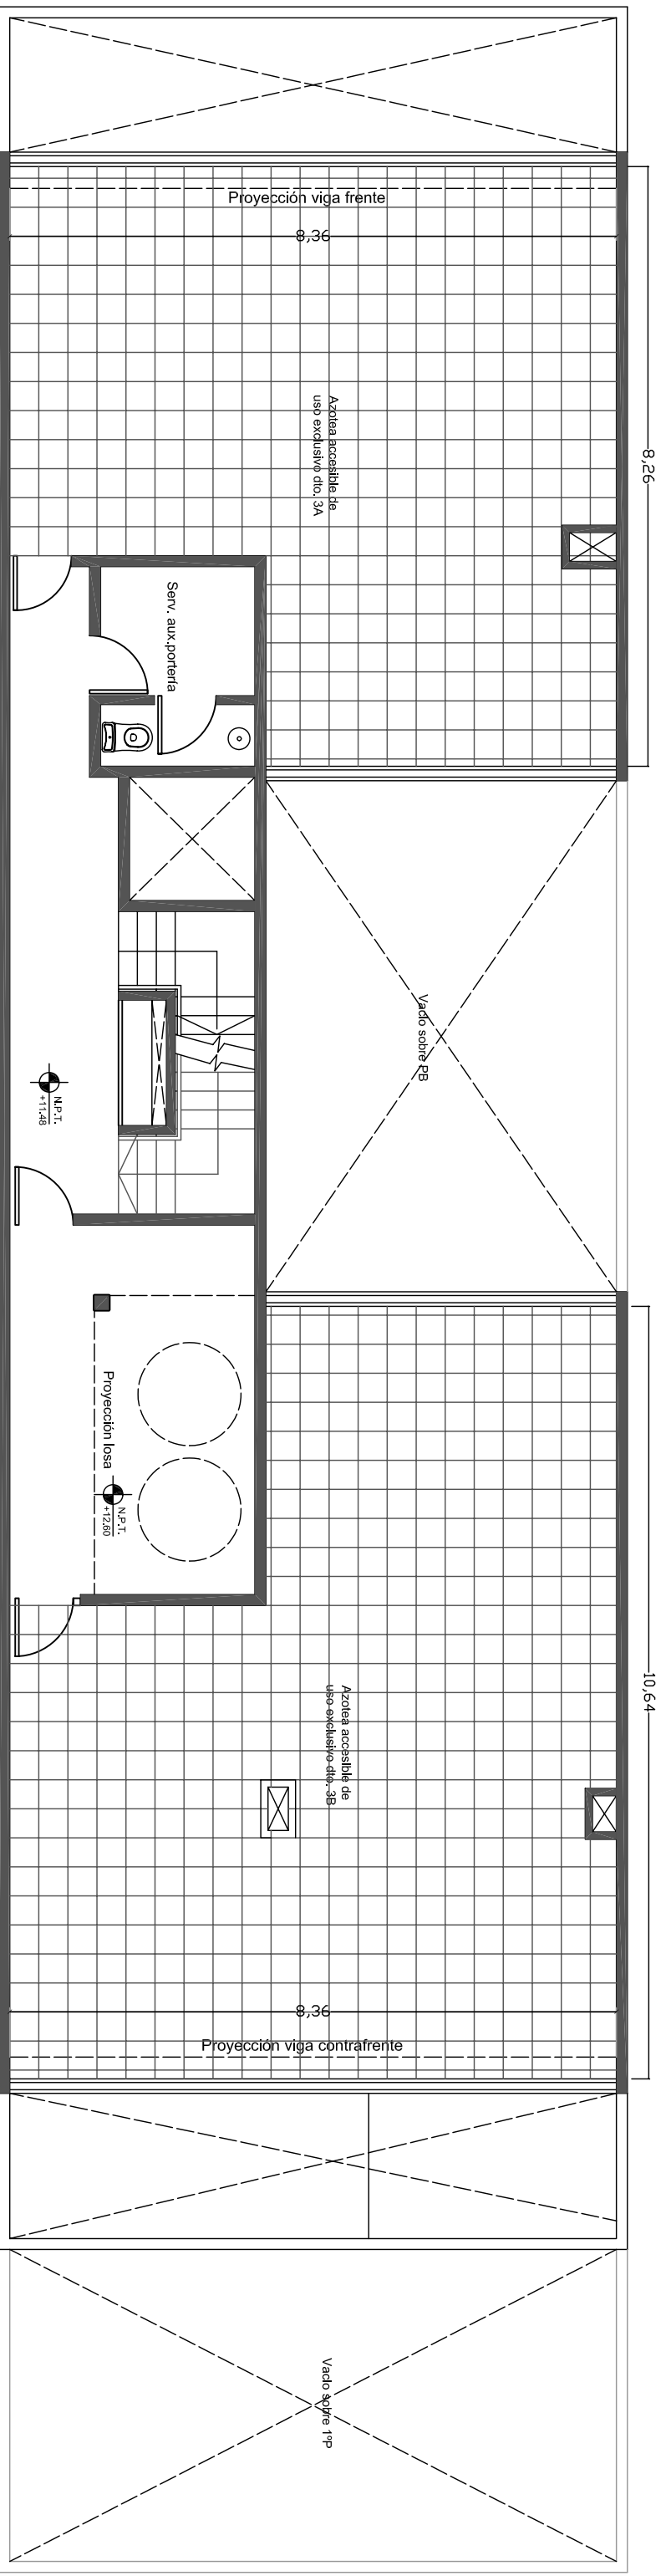 Proyección viga frente
8,36
8,26
Azotea accesible de
uso exclusivo dto. 3A
Serv. aux.portería
Vacío sobre PB
N.P.T.
+11.48
10,64
Proyección losa
N.P.T.
+12.60
Azotea accesible de
uso exclusivo dto. 3B
8,36
Proyección viga contrafrente
Vacío sobre 1ºP